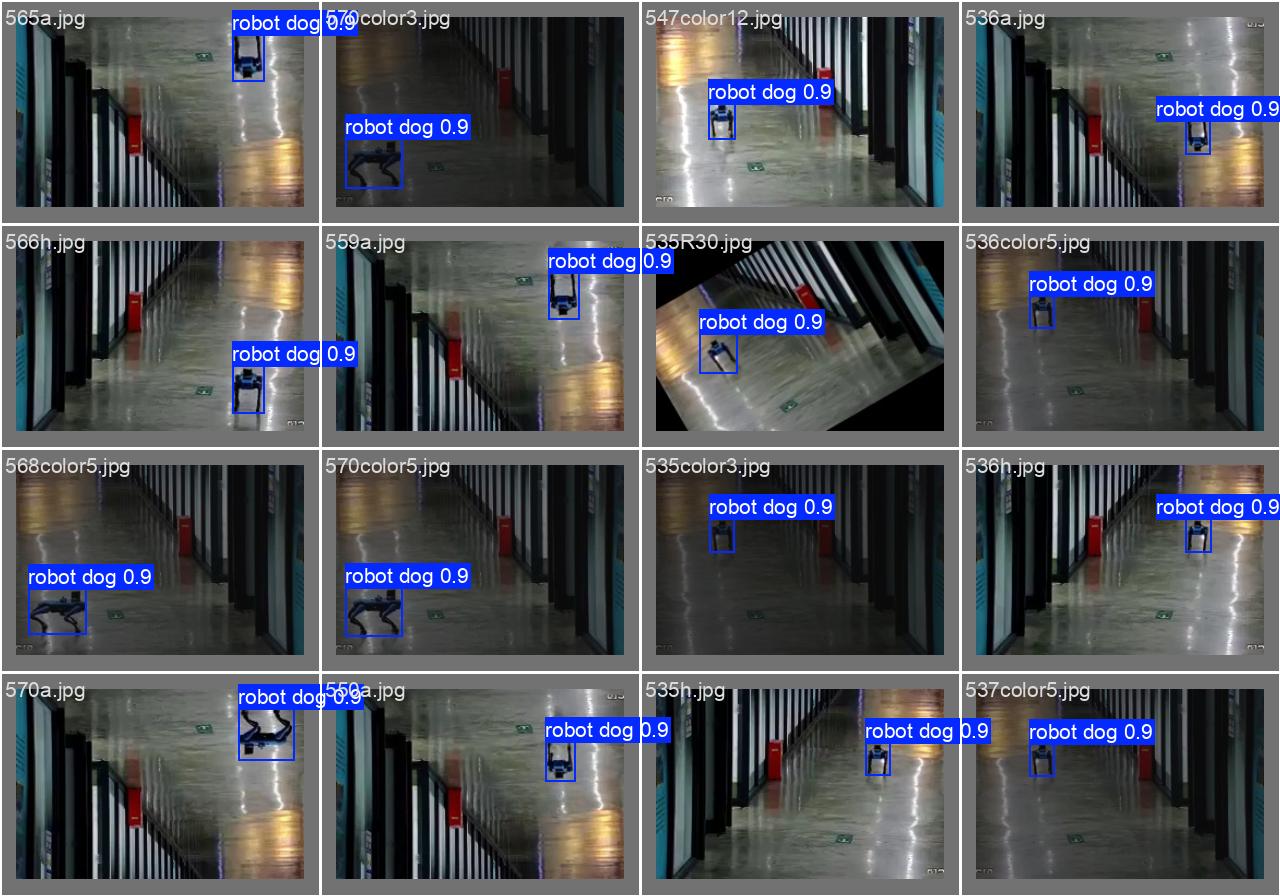 565a.jpg
robot dog 0.9
570color3.jpg
robot dog 0.9
547color12.jpg
robot dog 0.9
536a.jpg
robot dog 0.9
566h.jpg
robot dog 0.9
559a.jpg
robot dog 0.9
535R30.jpg
robot dog 0.9
536color5.jpg
robot dog 0.9
568color5.jpg
robot dog 0.9
570color5.jpg
robot dog 0.9
535color3.jpg
robot dog 0.9
536h.jpg
robot dog 0.9
570a.jpg
robot dog 0.9
550a.jpg
robot dog 0.9
535h.jpg
robot dog 0.9
537color5.jpg
robot dog 0.9